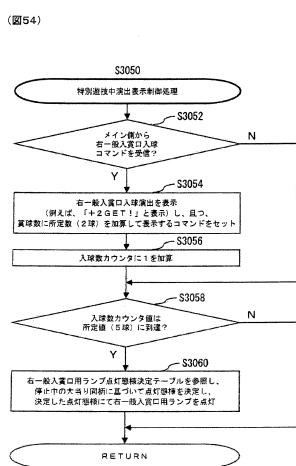 (図54)
S3050
特別遊技中演出表示制御処理
S3052
メイン側から
右一般入賞口入球
コマンドを受信?
N
Y
S3054
右一般入賞口入球演出を表示
(例えば、「+2GET!」と表示)し、且つ、
賞球数に所定数(2球)を加算して表示するコマンドをセット
S3056
入球数カウンタに1を加算
S3058
入球数カウンタ値は
所定値(5球)に到達?
N
Y
S3060
右一般入賞口用ランプ点灯態様決定テーブルを参照し、
停止中の大当り図柄に基づいて点灯態様を決定し、
決定した点灯態様にて右一般入賞口用ランプを点灯
RETURN